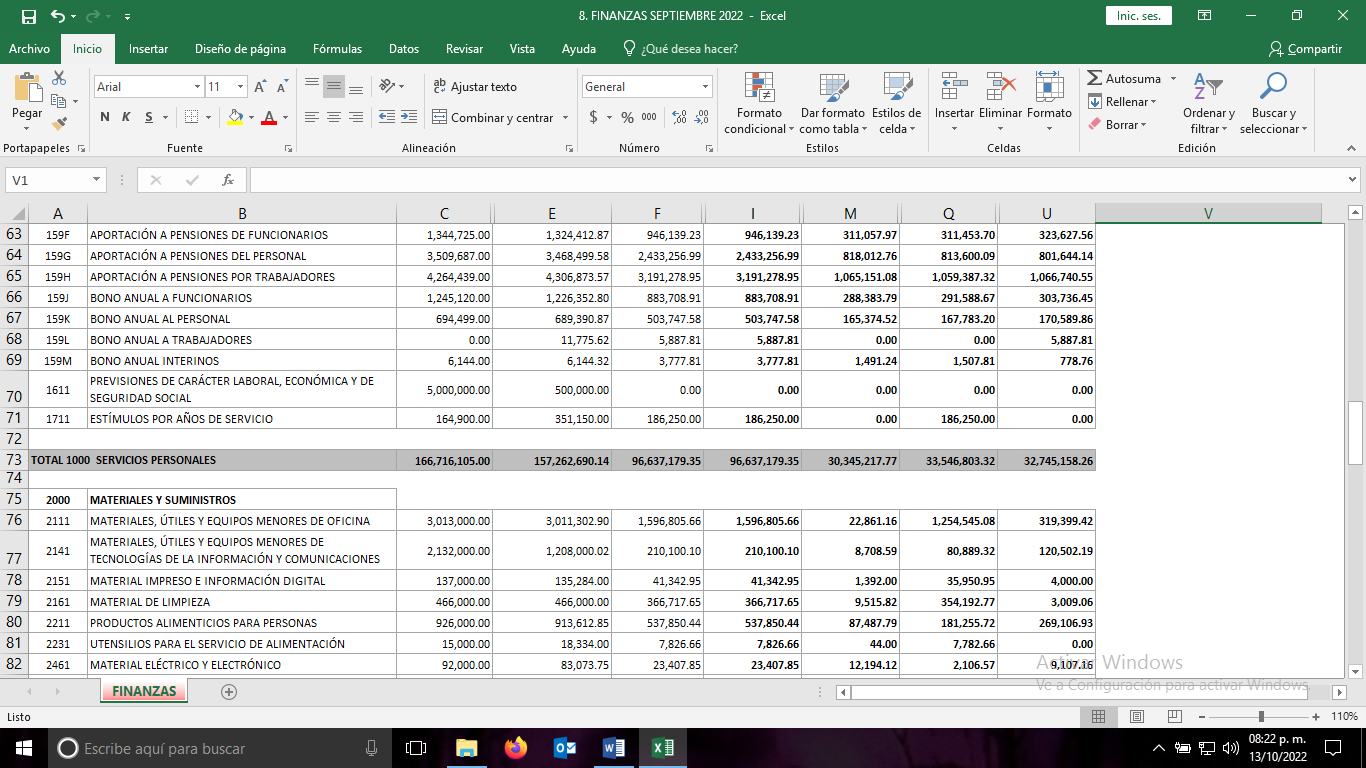 8. FINANZAS SEPTIEMBRE 2022 - Excel
Inic. ses.
Archivo Inicio Insertar Diseño de página Fórmulas Datos Revisar Vista Ayuda ¿Qué desea hacer? Compartir
Pegar
Arial 11
N K S
Ajustar texto
Combinar y centrar
General
$ % 000
Formato condicional
Dar formato como tabla
Estilos de celda
Insertar Eliminar Formato
Autosuma
Rellenar
Borrar
Ordenar y filtrar
Buscar y seleccionar
Portapapeles Fuente Alineación Número Estilos Celdas Edición
V1 fx
A B C E F I M Q U V
63 159F APORTACIÓN A PENSIONES DE FUNCIONARIOS 1,344,725.00 1,324,412.87 946,139.23 946,139.23 311,057.97 311,453.70 323,627.56
64 159G APORTACIÓN A PENSIONES DEL PERSONAL 3,509,687.00 3,468,499.58 2,433,256.99 2,433,256.99 818,012.76 813,600.09 801,644.14
65 159H APORTACIÓN A PENSIONES POR TRABAJADORES 4,264,439.00 4,306,873.57 3,191,278.95 3,191,278.95 1,065,151.08 1,059,387.32 1,066,740.55
66 159J BONO ANUAL A FUNCIONARIOS 1,245,120.00 1,226,352.80 883,708.91 883,708.91 288,383.79 291,588.67 303,736.45
67 159K BONO ANUAL AL PERSONAL 694,499.00 689,390.87 503,747.58 503,747.58 165,374.52 167,783.20 170,589.86
68 159L BONO ANUAL A TRABAJADORES 0.00 11,775.62 5,887.81 5,887.81 0.00 0.00 5,887.81
69 159M BONO ANUAL INTERINOS 6,144.00 6,144.32 3,777.81 3,777.81 1,491.24 1,507.81 778.76
70 1611 PREVISIONES DE CARÁCTER LABORAL, ECONÓMICA Y DE
SEGURIDAD SOCIAL 5,000,000.00 500,000.00 0.00 0.00 0.00 0.00 0.00
71 1711 ESTÍMULOS POR AÑOS DE SERVICIO 164,900.00 351,150.00 186,250.00 186,250.00 0.00 186,250.00 0.00
72
73 TOTAL 1000 SERVICIOS PERSONALES 166,716,105.00 157,262,690.14 96,637,179.35 96,637,179.35 30,345,217.77 33,546,803.32 32,745,158.26
74
75 2000 MATERIALES Y SUMINISTROS
76 2111 MATERIALES, ÚTILES Y EQUIPOS MENORES DE OFICINA 3,013,000.00 3,011,302.90 1,596,805.66 1,596,805.66 22,861.16 1,254,545.08 319,399.42
77 2141 MATERIALES, ÚTILES Y EQUIPOS MENORES DE
TECNOLOGÍAS DE LA INFORMACIÓN Y COMUNICACIONES 2,132,000.00 1,208,000.02 210,100.10 210,100.10 8,708.59 80,889.32 120,502.19
78 2151 MATERIAL IMPRESO E INFORMACIÓN DIGITAL 137,000.00 135,284.00 41,342.95 41,342.95 1,392.00 35,950.95 4,000.00
79 2161 MATERIAL DE LIMPIEZA 466,000.00 466,000.00 366,717.65 366,717.65 9,515.82 354,192.77 3,009.06
80 2211 PRODUCTOS ALIMENTICIOS PARA PERSONAS 926,000.00 913,612.85 537,850.44 537,850.44 87,487.79 181,255.72 269,106.93
81 2231 UTENSILIOS PARA EL SERVICIO DE ALIMENTACIÓN 15,000.00 18,334.00 7,826.66 7,826.66 44.00 7,782.66 0.00
82 2461 MATERIAL ELÉCTRICO Y ELECTRÓNICO 92,000.00 83,073.75 23,407.85 23,407.85 12,194.12 2,106.57 9,107.16
Activar Windows
Ve a Configuración para activar Windows.
FINANZAS
Listo 110%
Escribe aquí para buscar
08:22 p. m.
13/10/2022